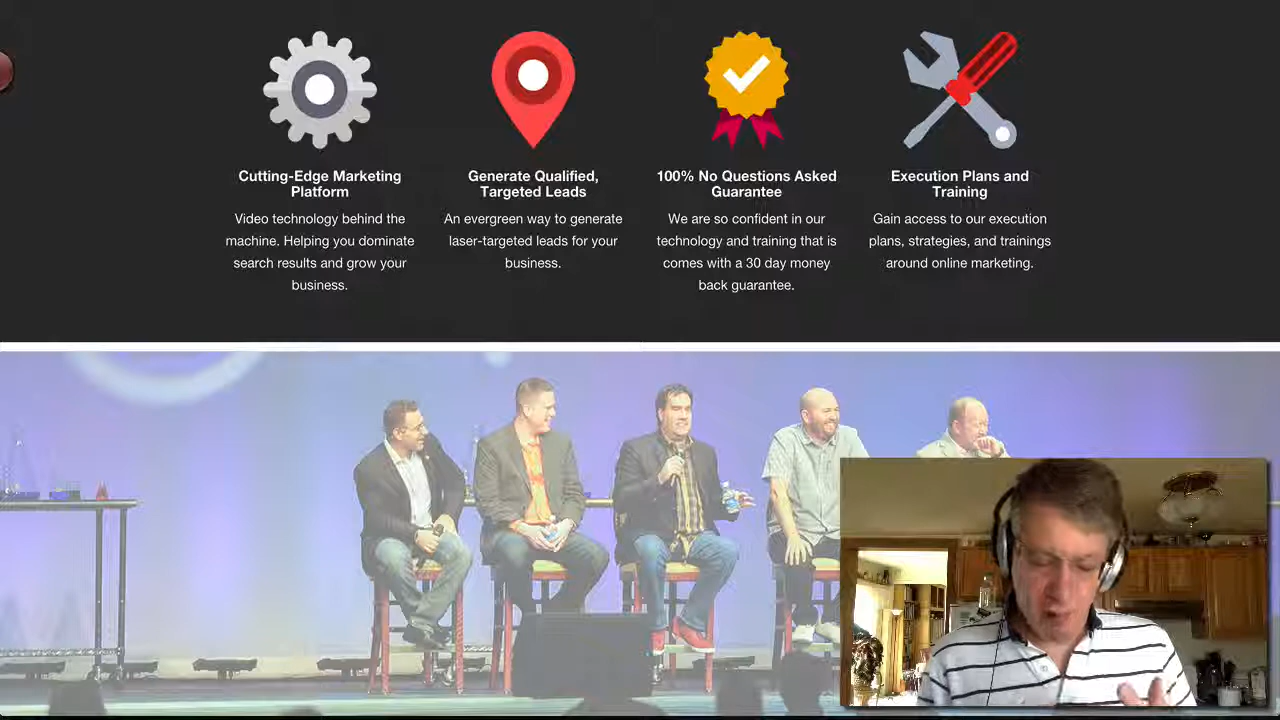 Cutting-Edge Marketing
Platform
Video technology behind the
machine. Helping you dominate
search results and grow your
business.
Generate Qualified,
Targeted Leads
An evergreen way to generate
laser-targeted leads for your
business.
100% No Questions Asked
Guarantee
We are so confident in our
technology and training that is
comes with a 30 day money
back guarantee.
Execution Plans and
Training
Gain access to our execution
plans, strategies, and trainings
around online marketing.